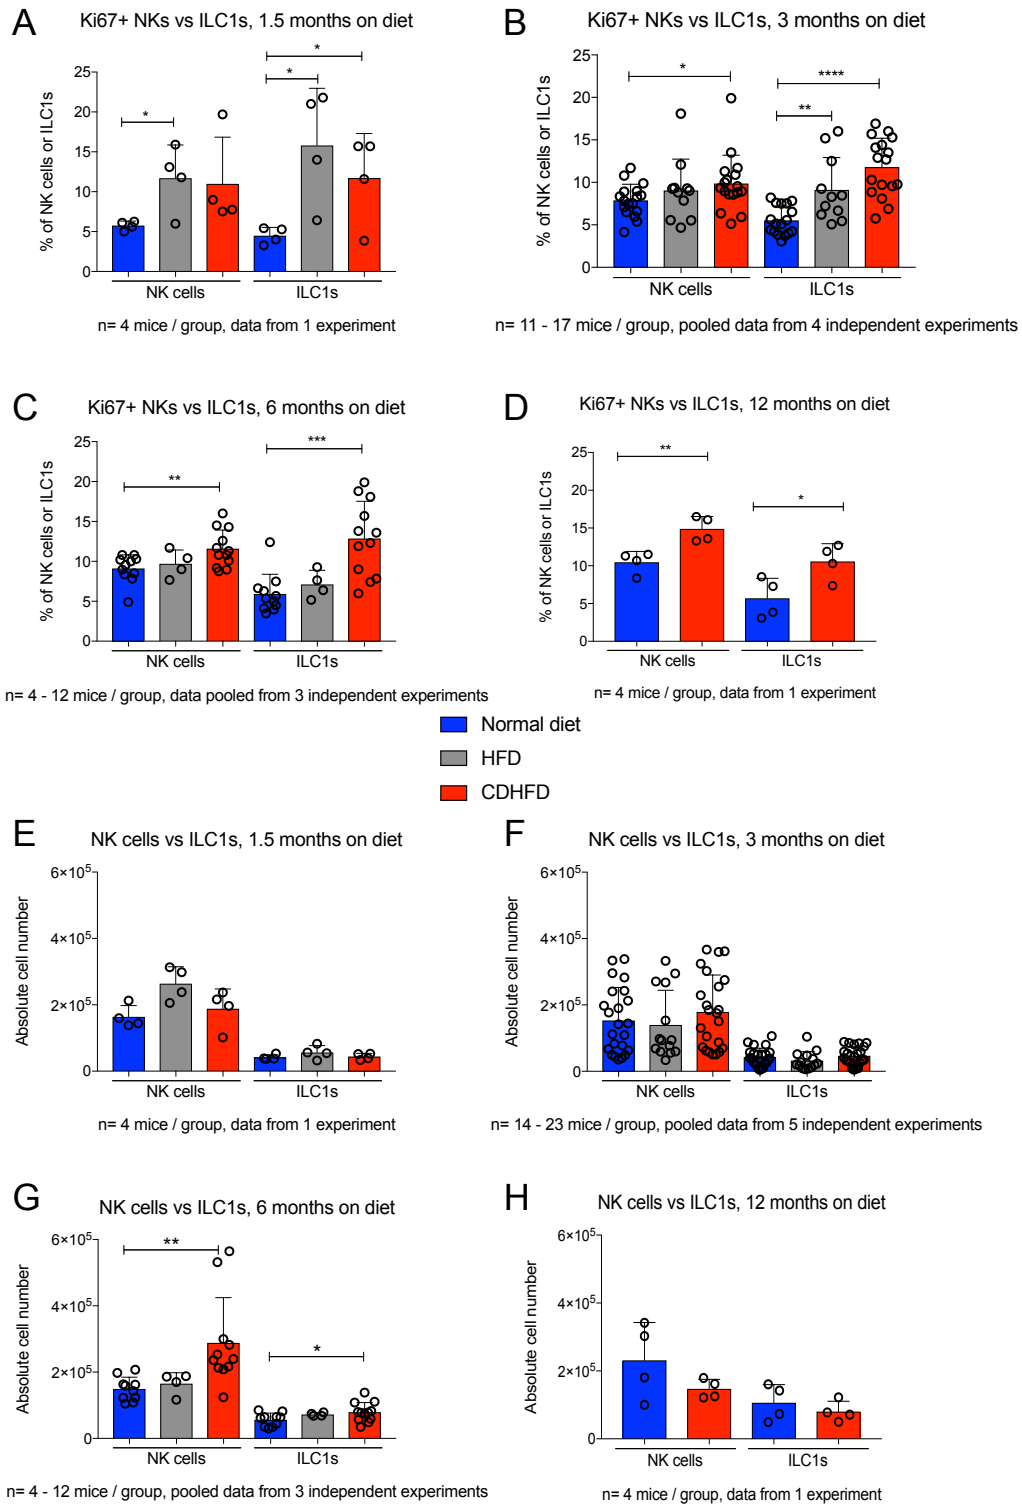 A
Ki67+ NKs vs ILC1s, 1.5 months on diet
% of NK cells or ILC1s
25
20
15
10
5
0
*
*
*
NK cells
ILC1s
n= 4 mice / group, data from 1 experiment
B
Ki67+ NKs vs ILC1s, 3 months on diet
% of NK cells or ILC1s
25
20
15
10
5
0
*
****
**
NK cells
ILC1s
n= 11 - 17 mice / group, pooled data from 4 independent experiments
C
Ki67+ NKs vs ILC1s, 6 months on diet
% of NK cells or ILC1s
25
20
15
10
5
0
**
***
NK cells
ILC1s
n= 4 - 12 mice / group, data pooled from 3 independent experiments
D
Ki67+ NKs vs ILC1s, 12 months on diet
% of NK cells or ILC1s
25
20
15
10
5
0
**
*
NK cells
ILC1s
n= 4 mice / group, data from 1 experiment
Normal diet
HFD
CDHFD
E
NK cells vs ILC1s, 1.5 months on diet
Absolute cell number
6×10⁵
4×10⁵
2×10⁵
0
NK cells
ILC1s
n= 4 mice / group, data from 1 experiment
F
NK cells vs ILC1s, 3 months on diet
Absolute cell number
6×10⁵
4×10⁵
2×10⁵
0
NK cells
ILC1s
n= 14 - 23 mice / group, pooled data from 5 independent experiments
G
NK cells vs ILC1s, 6 months on diet
Absolute cell number
6×10⁵
4×10⁵
2×10⁵
0
**
*
NK cells
ILC1s
n= 4 - 12 mice / group, pooled data from 3 independent experiments
H
NK cells vs ILC1s, 12 months on diet
Absolute cell number
6×10⁵
4×10⁵
2×10⁵
0
NK cells
ILC1s
n= 4 mice / group, data from 1 experiment